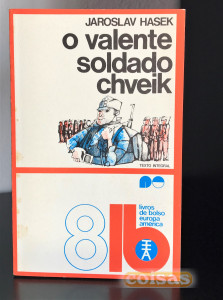 JAROSLAV HASEK
o valente
soldado
chveik
TEXTO INTEGRAL
8
livros
de bolso
europa
américa
coisas